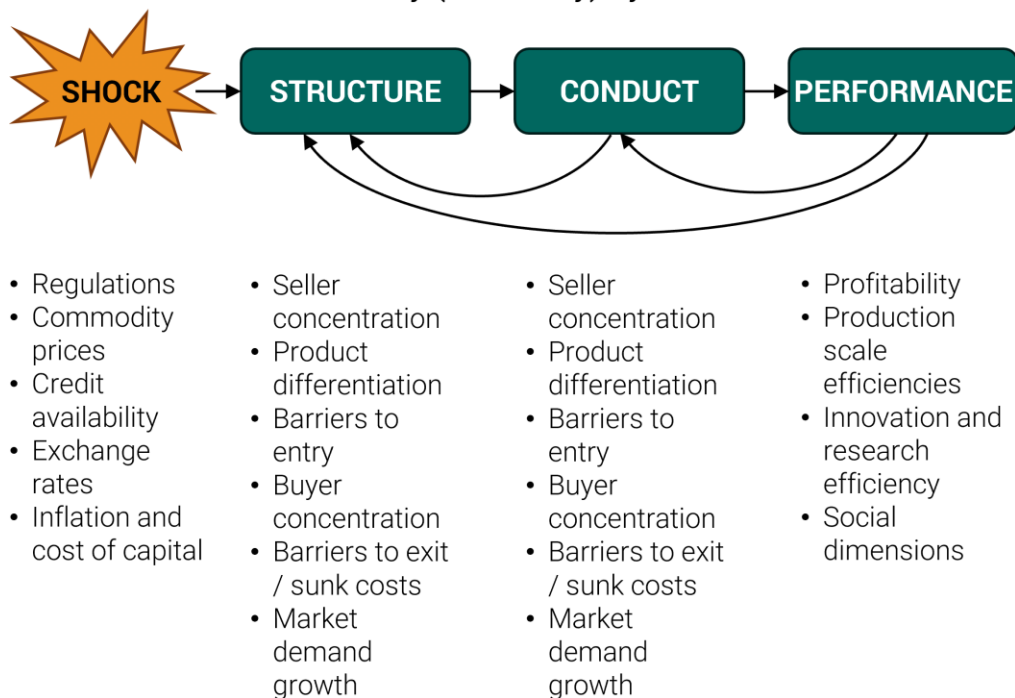 SHOCK
STRUCTURE
CONDUCT
PERFORMANCE
• Regulations
• Commodity
prices
• Credit
availability
• Exchange
rates
• Inflation and
cost of capital
• Seller
concentration
• Product
differentiation
• Barriers to
entry
• Buyer
concentration
• Barriers to exit
/ sunk costs
• Market
demand
growth
• Seller
concentration
• Product
differentiation
• Barriers to
entry
• Buyer
concentration
• Barriers to exit
/ sunk costs
• Market
demand
growth
• Profitability
• Production
scale
efficiencies
• Innovation and
research
efficiency
• Social
dimensions